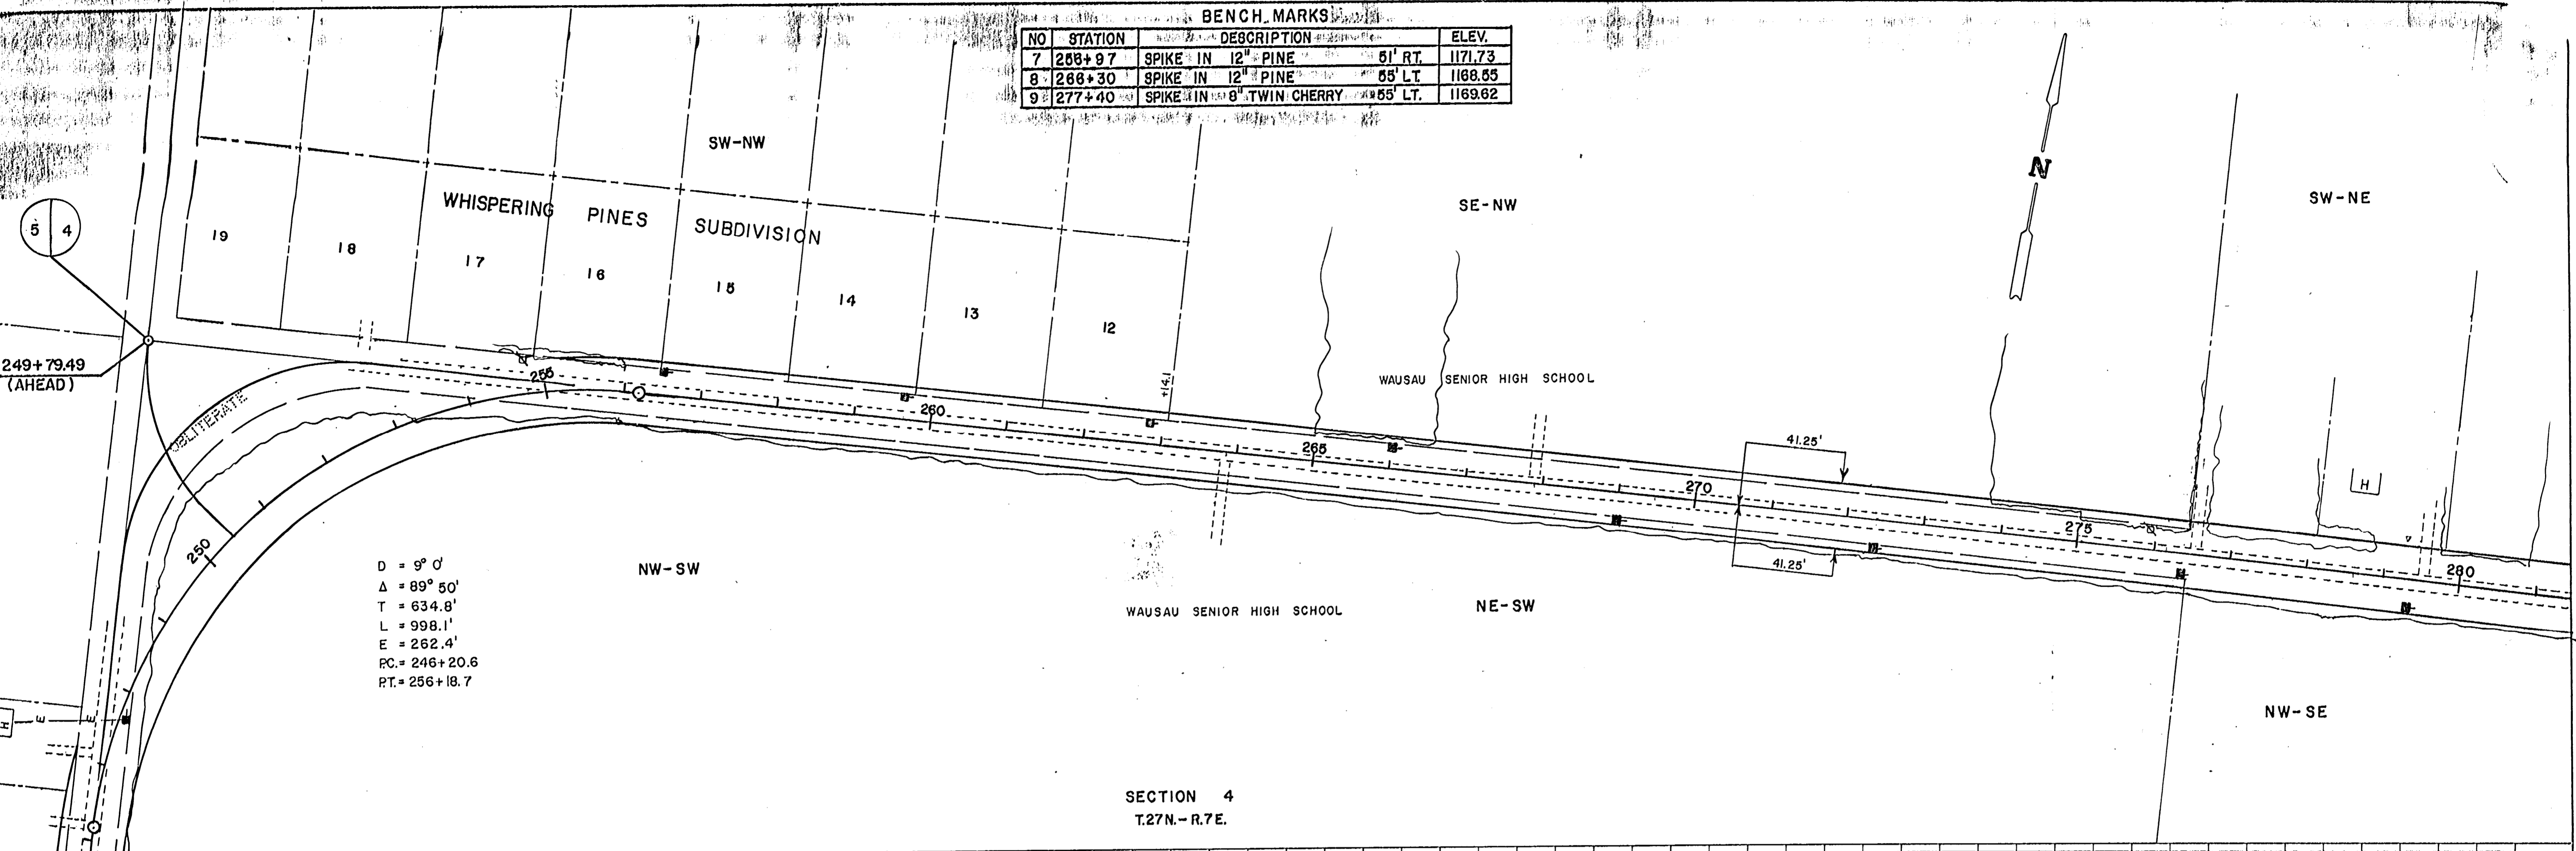 BENCH MARKS
NO STATION DESCRIPTION ELEV.
7 256+97 SPIKE IN 12" PINE 51' RT. 1171.73
8 266+30 SPIKE IN 12" PINE 55' LT. 1168.55
9 277+40 SPIKE IN 8" TWIN CHERRY 55' LT. 1169.62
SW-NW
SE-NW
N
SW-NE
5 4
WHISPERING PINES SUBDIVISION
19
18
17
16
15
14
13
12
+14.1
249+79.49
(AHEAD)
OBLITERATE
WAUSAU SENIOR HIGH SCHOOL
250
255
260
265
270
275
280
41.25'
41.25'
H
D = 9° 0'
Δ = 89° 50'
T = 634.8'
L = 998.1'
E = 262.4'
P.C. = 246+20.6
P.T. = 256+18.7
NW-SW
WAUSAU SENIOR HIGH SCHOOL
NE-SW
NW-SE
H E E
SECTION 4
T.27N.-R.7E.